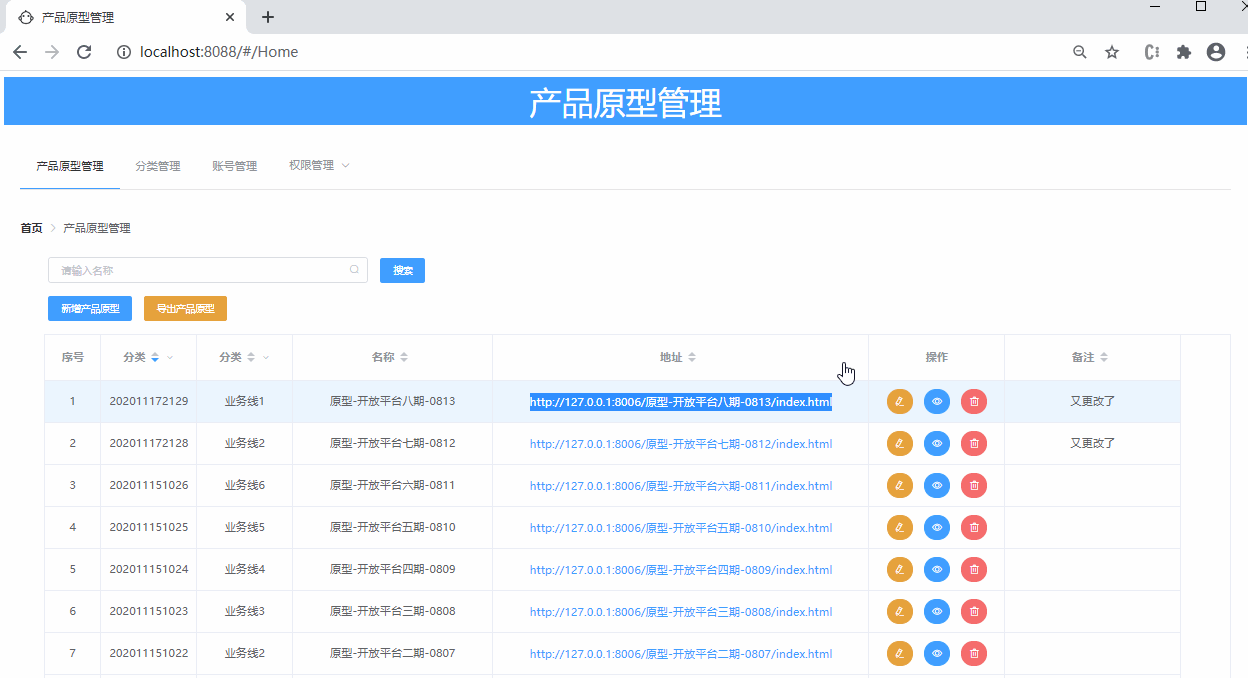 产品原型管理
localhost:8088/#/Home
产品原型管理
产品原型管理 分类管理 账号管理 权限管理
首页 产品原型管理
请输入名称 搜索
新增产品原型 导出产品原型
序号 分类 分类 名称 地址 操作 备注
1 202011172129 业务线1 原型-开放平台八期-0813 http://127.0.0.1:8006/原型-开放平台八期-0813/index.html 又更改了
2 202011172128 业务线2 原型-开放平台七期-0812 http://127.0.0.1:8006/原型-开放平台七期-0812/index.html 又更改了
3 202011151026 业务线6 原型-开放平台六期-0811 http://127.0.0.1:8006/原型-开放平台六期-0811/index.html
4 202011151025 业务线5 原型-开放平台五期-0810 http://127.0.0.1:8006/原型-开放平台五期-0810/index.html
5 202011151024 业务线4 原型-开放平台四期-0809 http://127.0.0.1:8006/原型-开放平台四期-0809/index.html
6 202011151023 业务线3 原型-开放平台三期-0808 http://127.0.0.1:8006/原型-开放平台三期-0808/index.html
7 202011151022 业务线2 原型-开放平台二期-0807 http://127.0.0.1:8006/原型-开放平台二期-0807/index.html